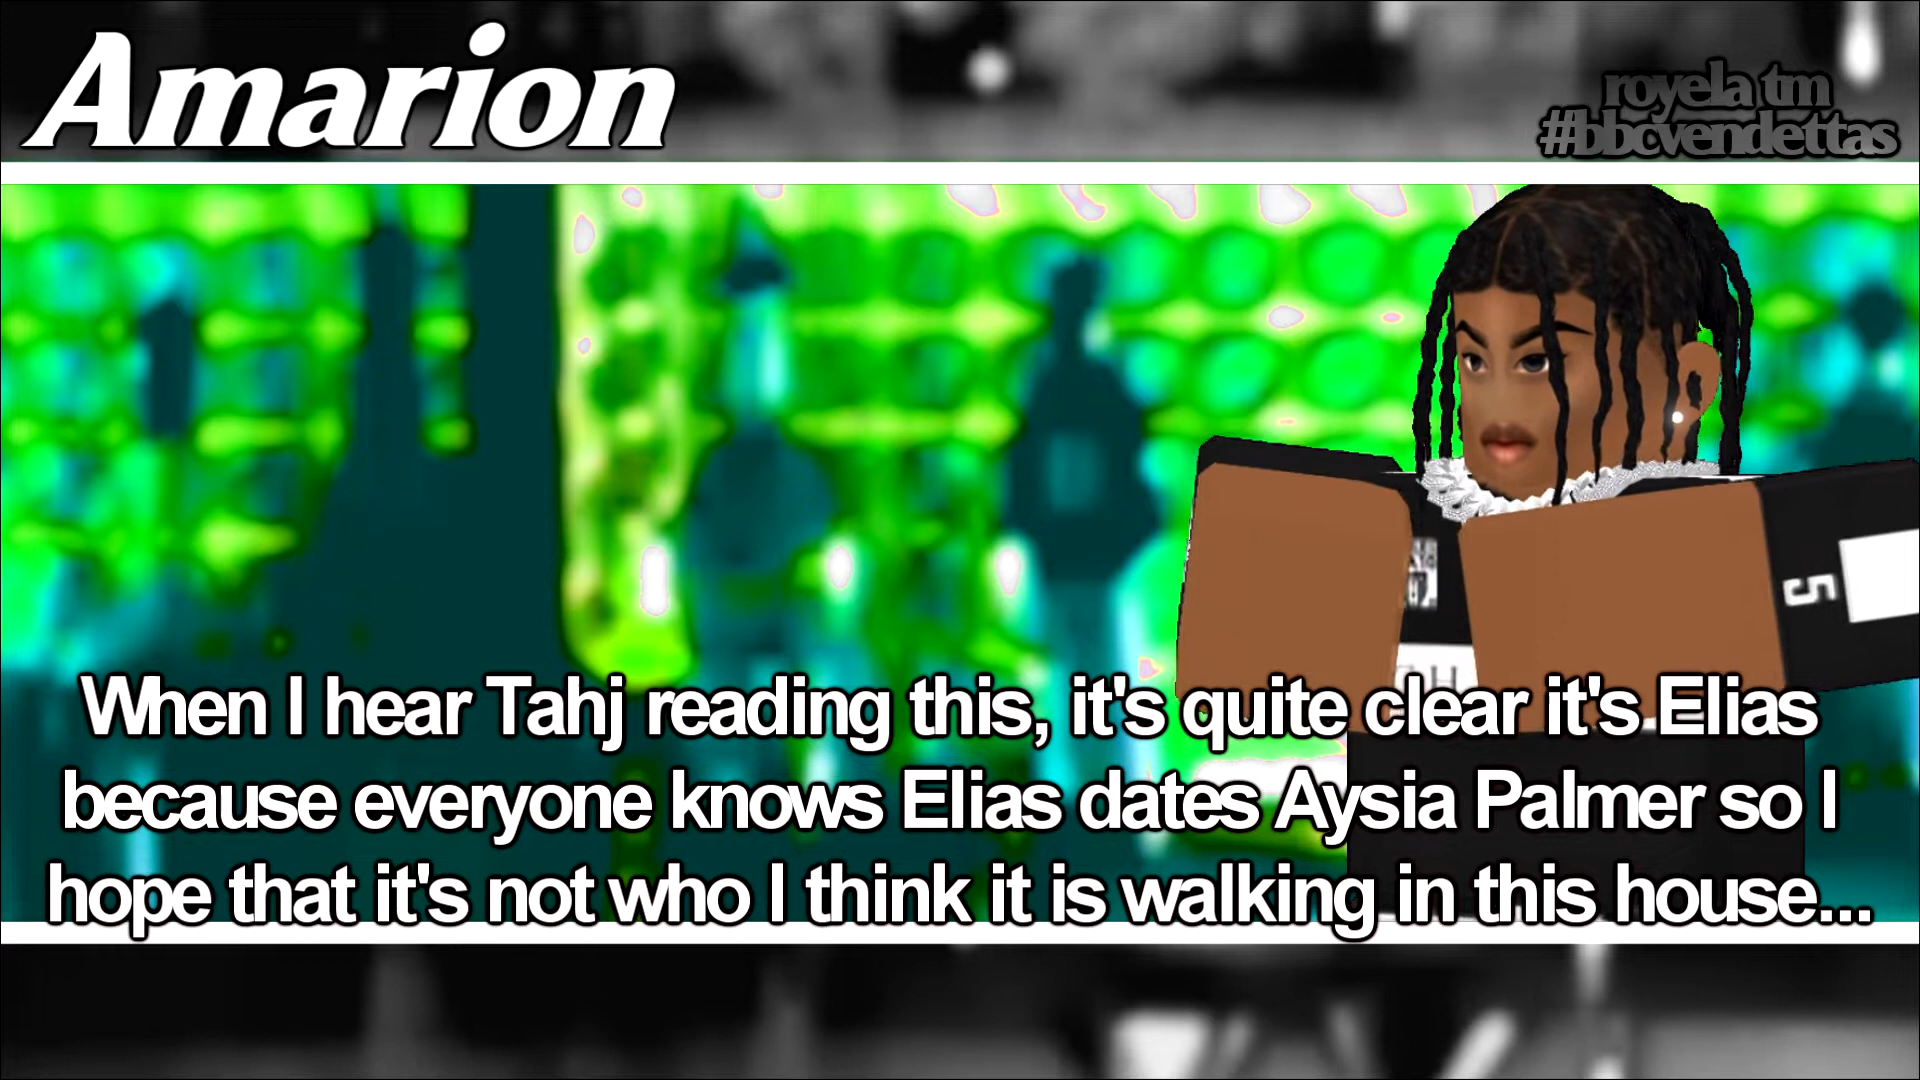 Amarion
royela tm
#bbcvendettas
5
H
When I hear Tahj reading this, it's quite clear it's Elias
because everyone knows Elias dates Aysia Palmer so I
hope that it's not who I think it is walking in this house...